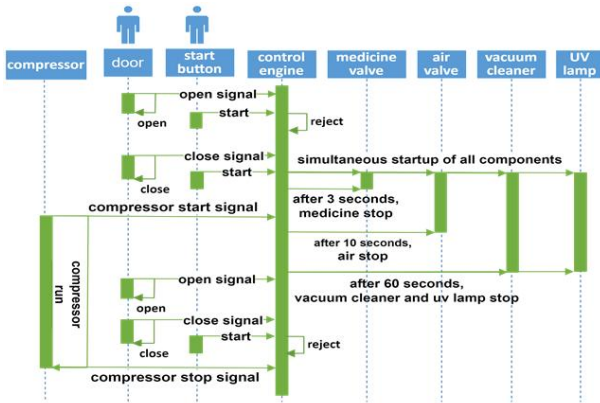 compressor
door
start
button
control
engine
medicine
valve
air
valve
vacuum
cleaner
UV
lamp
open signal
open
start
reject
close signal
simultaneous startup of all components
close
start
after 3 seconds,
medicine stop
compressor start signal
after 10 seconds,
air stop
compressor
run
open signal
open
after 60 seconds,
vacuum cleaner and uv lamp stop
close signal
close
start
reject
compressor stop signal